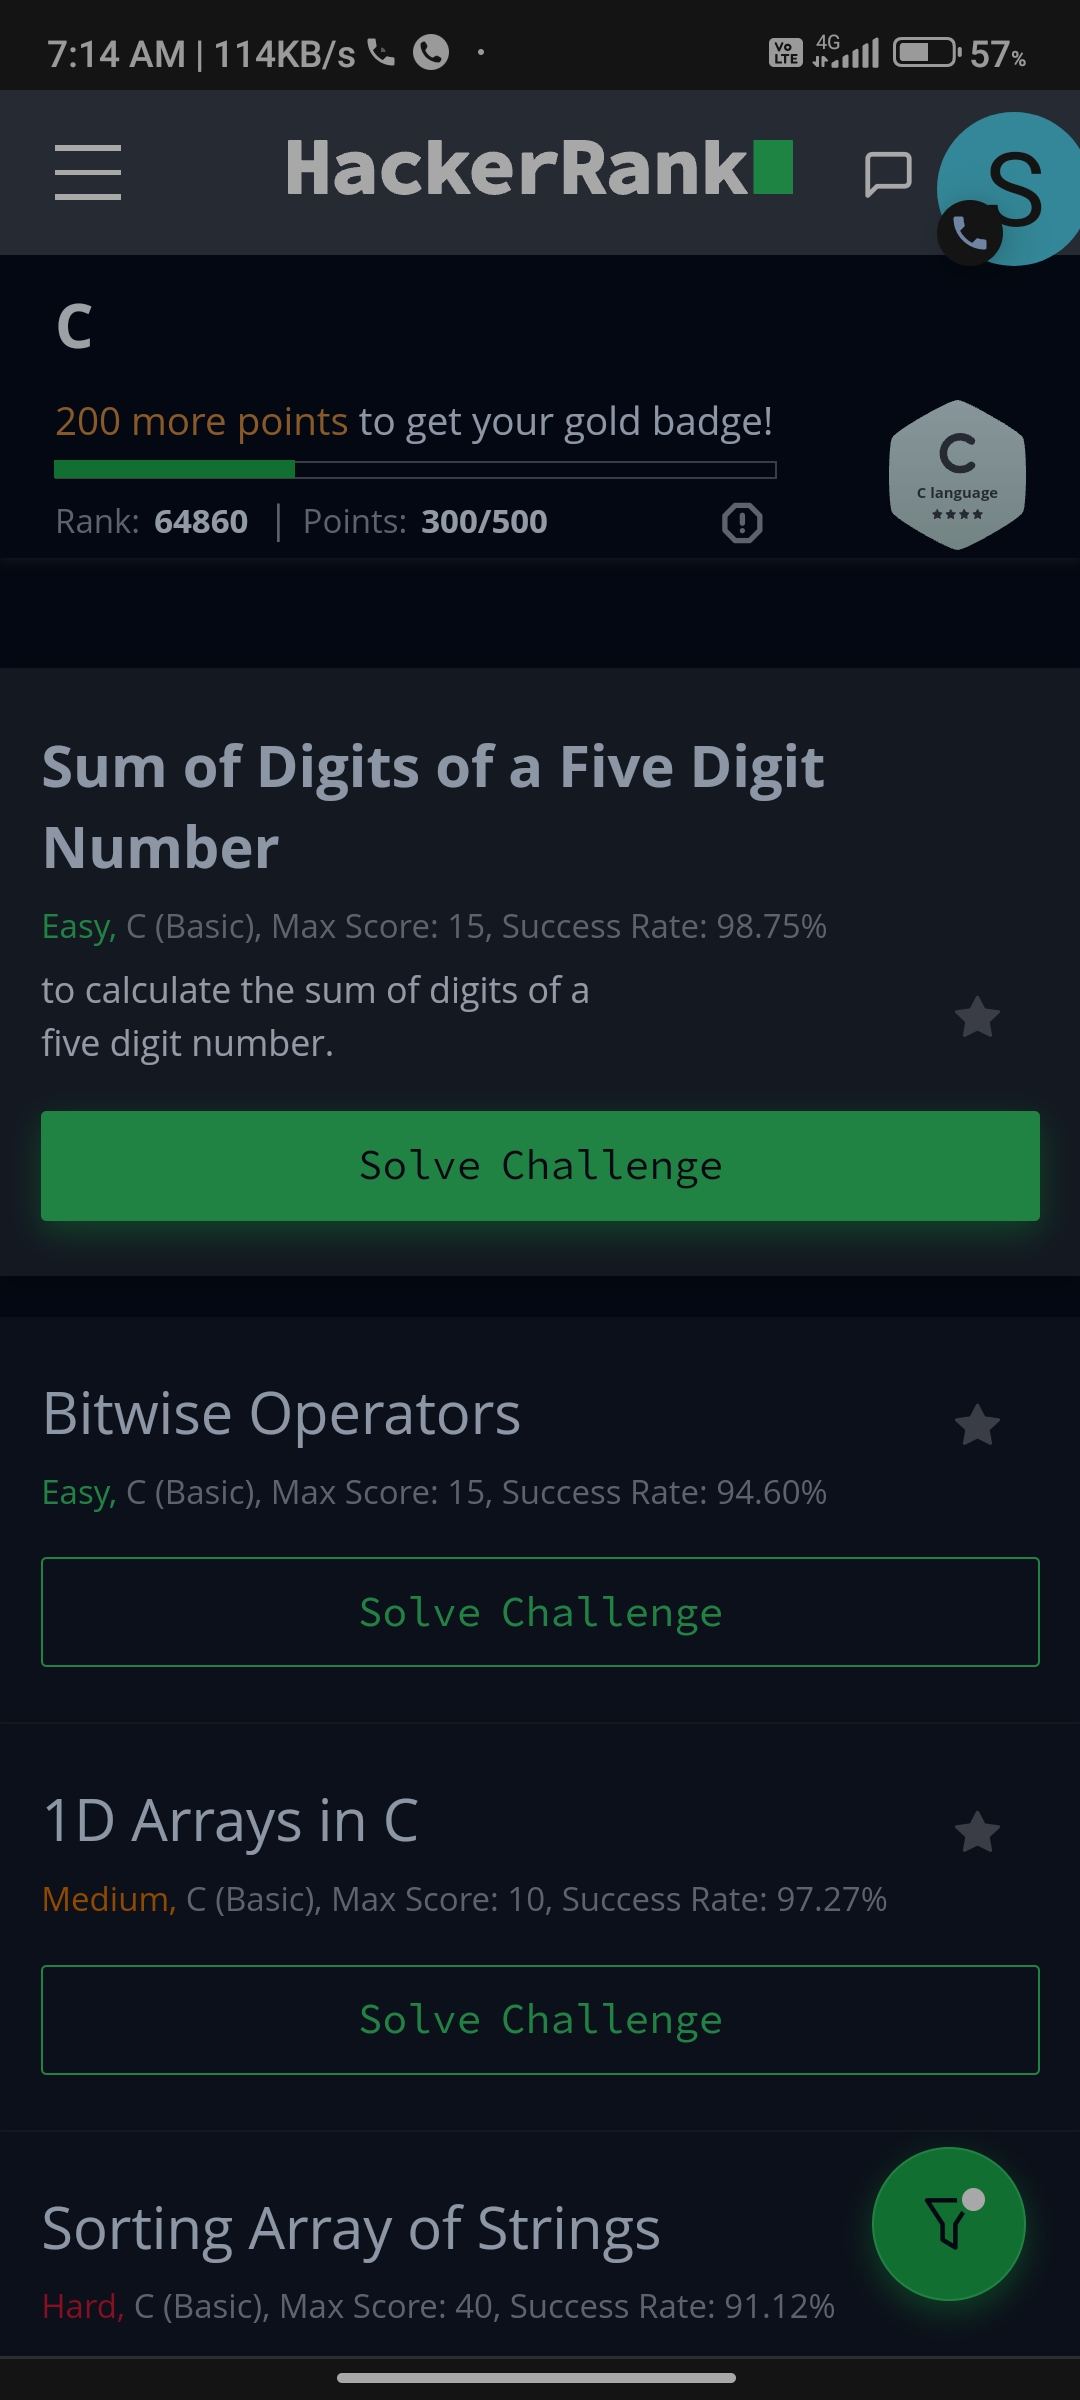 7:14 AM | 114KB/s
Vo LTE 4G 57%
HackerRank
S
C
200 more points to get your gold badge!
C
C language
Rank: 64860 | Points: 300/500
Sum of Digits of a Five Digit
Number
Easy, C (Basic), Max Score: 15, Success Rate: 98.75%
to calculate the sum of digits of a
five digit number.
Solve Challenge
Bitwise Operators
Easy, C (Basic), Max Score: 15, Success Rate: 94.60%
Solve Challenge
1D Arrays in C
Medium, C (Basic), Max Score: 10, Success Rate: 97.27%
Solve Challenge
Sorting Array of Strings
Hard, C (Basic), Max Score: 40, Success Rate: 91.12%